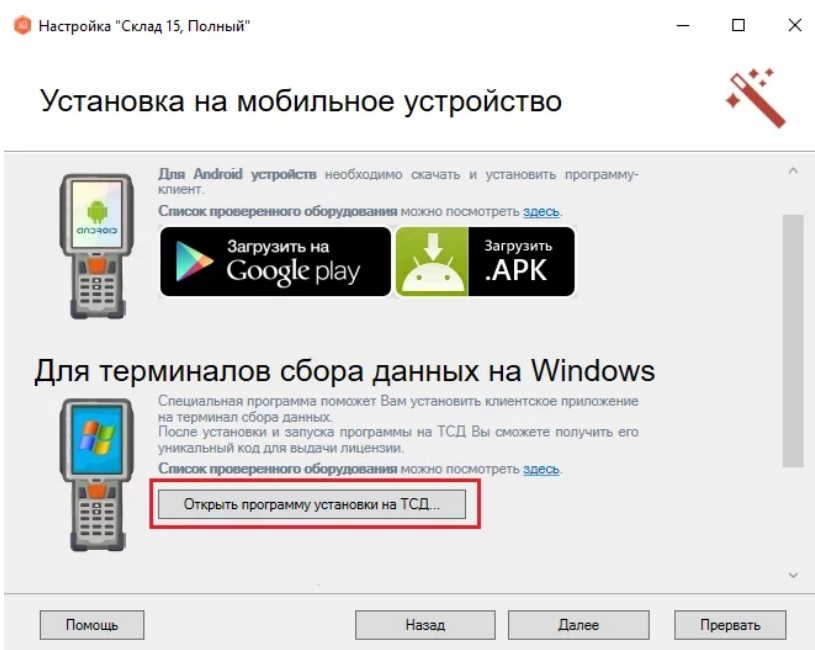 Настройка "Склад 15, Полный"
Установка на мобильное устройство
Для Android устройств необходимо скачать и установить программу-
клиент.
Список проверенного оборудования можно посмотреть здесь.
Загрузить на
Google play
Загрузить
.APK
Для терминалов сбора данных на Windows
Специальная программа поможет Вам установить клиентское приложение
на терминал сбора данных.
После установки и запуска программы на ТСД Вы сможете получить его
уникальный код для выдачи лицензии.
Список проверенного оборудования можно посмотреть здесь.
Открыть программу установки на ТСД...
Помощь
Назад
Далее
Прервать